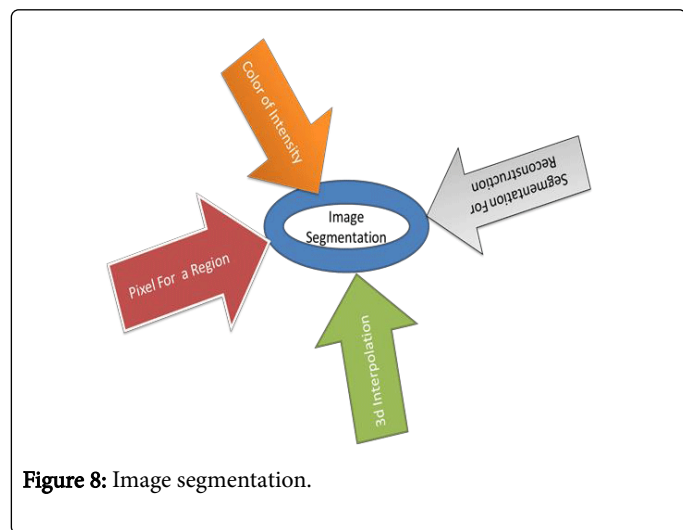 Color of Intensity
Segmentation For
Reconstruction
Image
Segmentation
Pixel For a Region
3d Interpolation
Figure 8: Image segmentation.